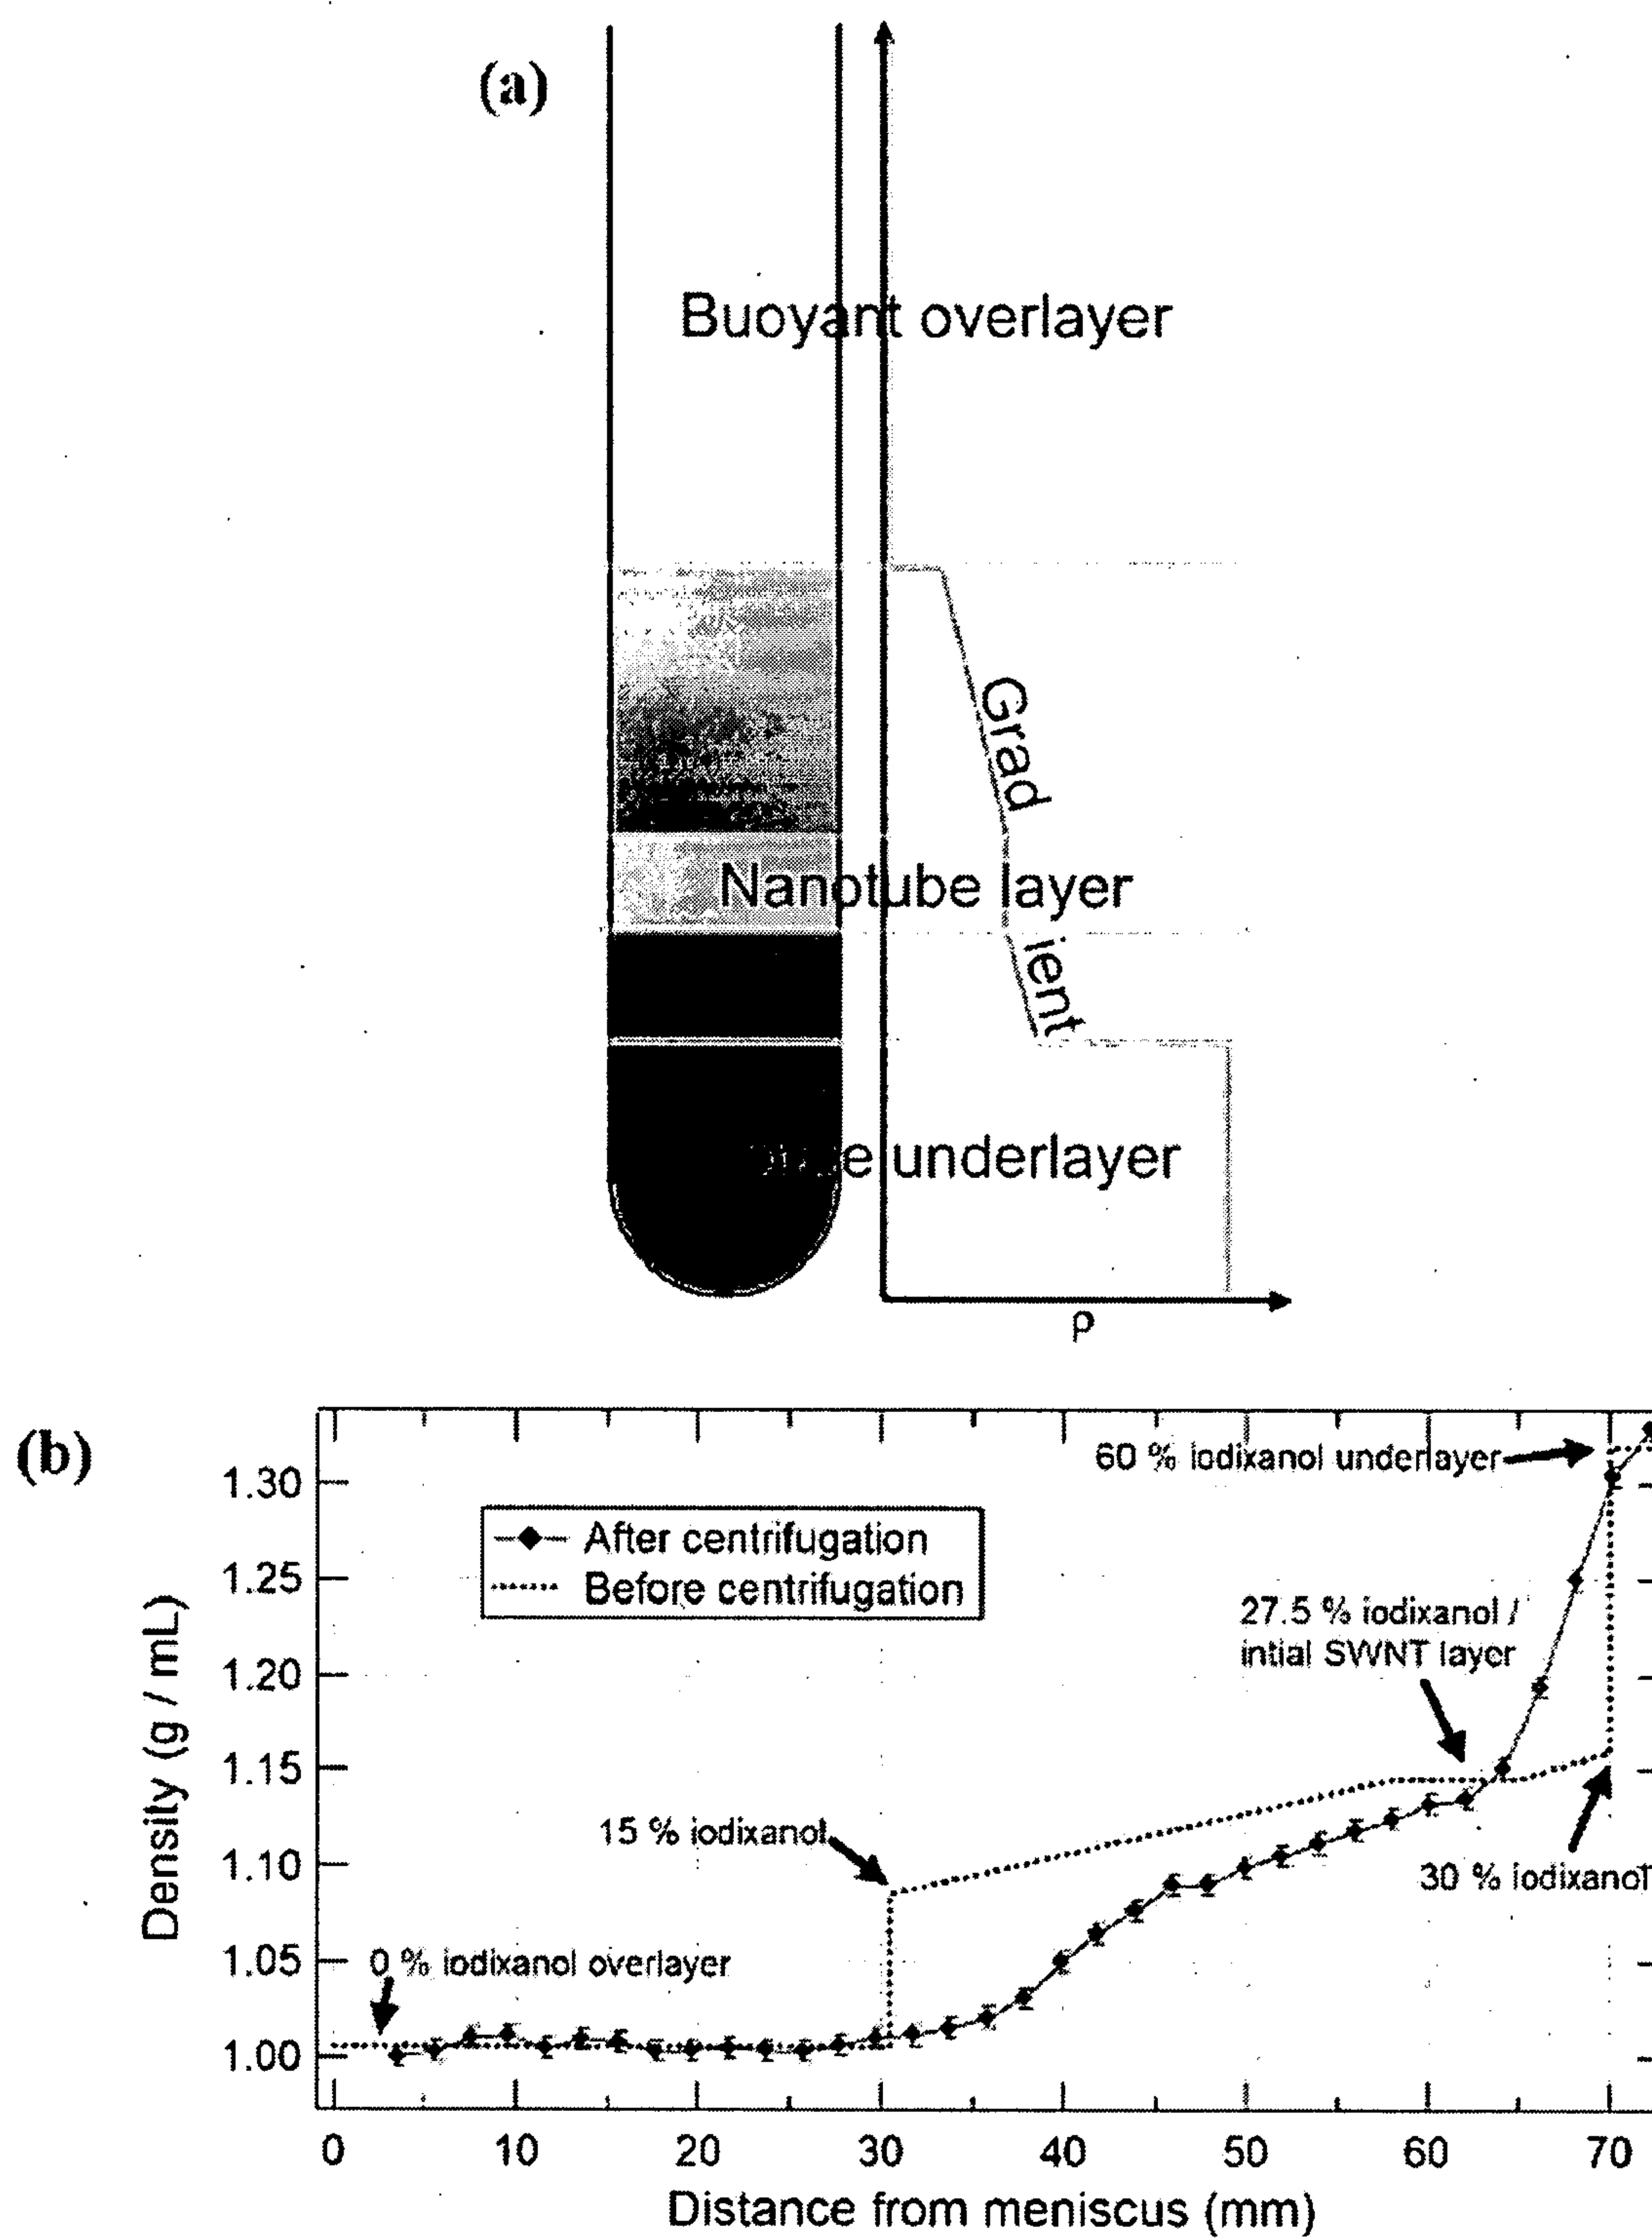 (a)
Buoyant overlayer
Grad
Nanotube layer
ient
underlayer
ρ
(b)
60 % iodixanol underlayer
1.30
After centrifugation
Before centrifugation
1.25
27.5 % iodixanol /
intial SWNT layer
1.20
1.15
15 % iodixanol
1.10
30 % iodixanol
1.05
0 % iodixanol overlayer
1.00
Density (g / mL)
0 10 20 30 40 50 60 70
Distance from meniscus (mm)